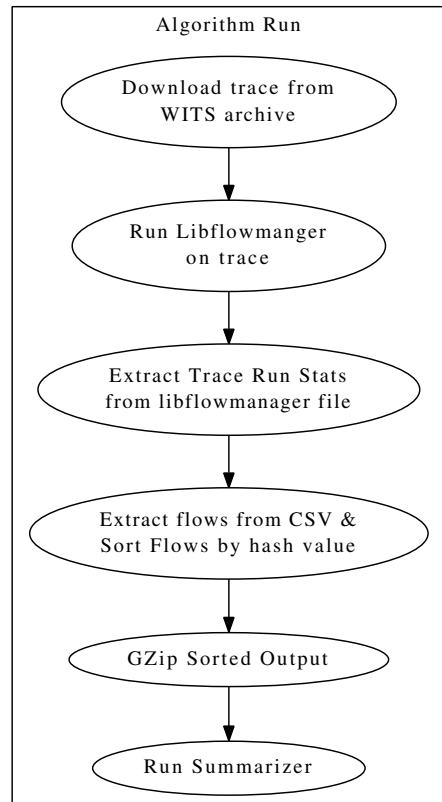 Algorithm Run
Download trace from
WITS archive
Run Libflowmanger
on trace
Extract Trace Run Stats
from libflowmanager file
Extract flows from CSV &
Sort Flows by hash value
GZip Sorted Output
Run Summarizer